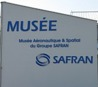 MUSÉE
Musée Aéronautique & Spatial
du Groupe SAFRAN
SAFRAN